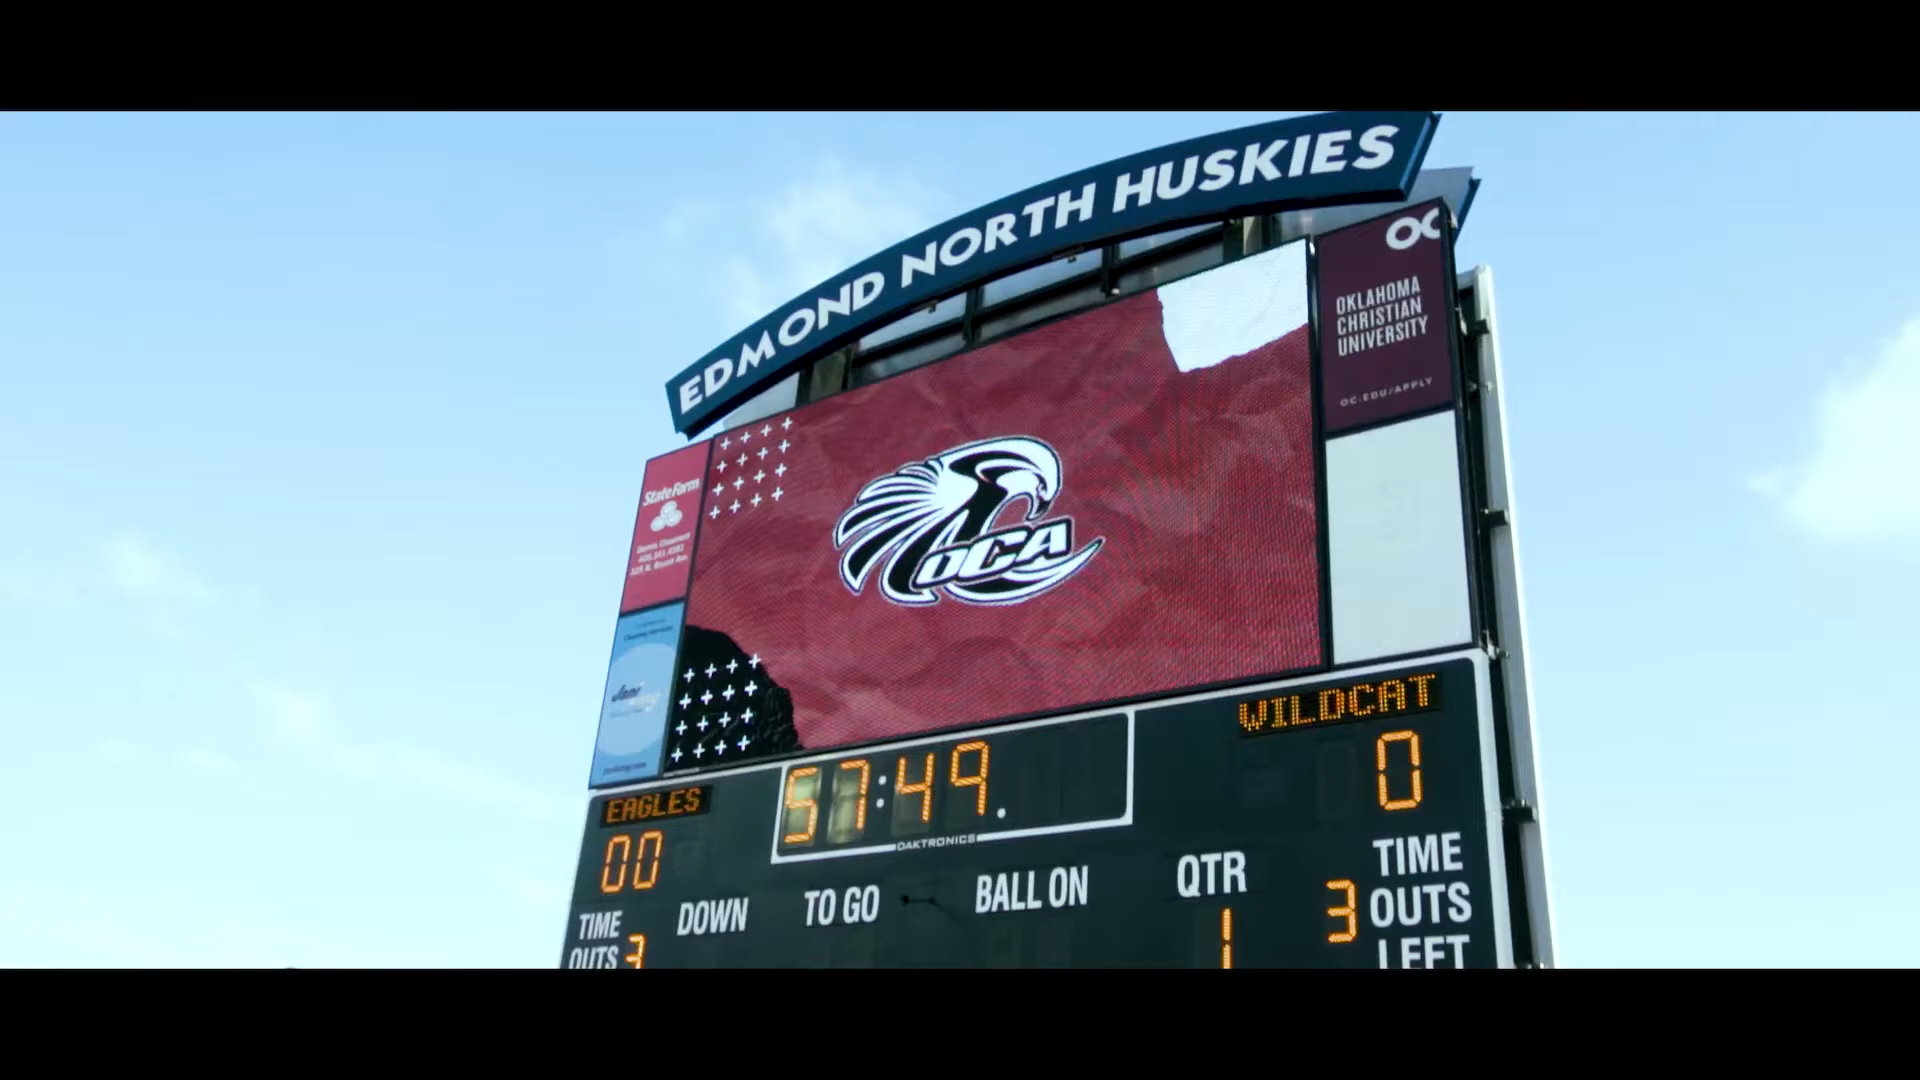 EDMOND NORTH HUSKIES
OC
OKLAHOMA
CHRISTIAN
UNIVERSITY
OC.EDU/APPLY
StateFarm
OCA
WILDCAT
57:49.
0
EAGLES
00
DAKTRONICS
TIME
OUTS 3
DOWN
TO GO
BALL ON
QTR
1
TIME
3 OUTS
LEFT